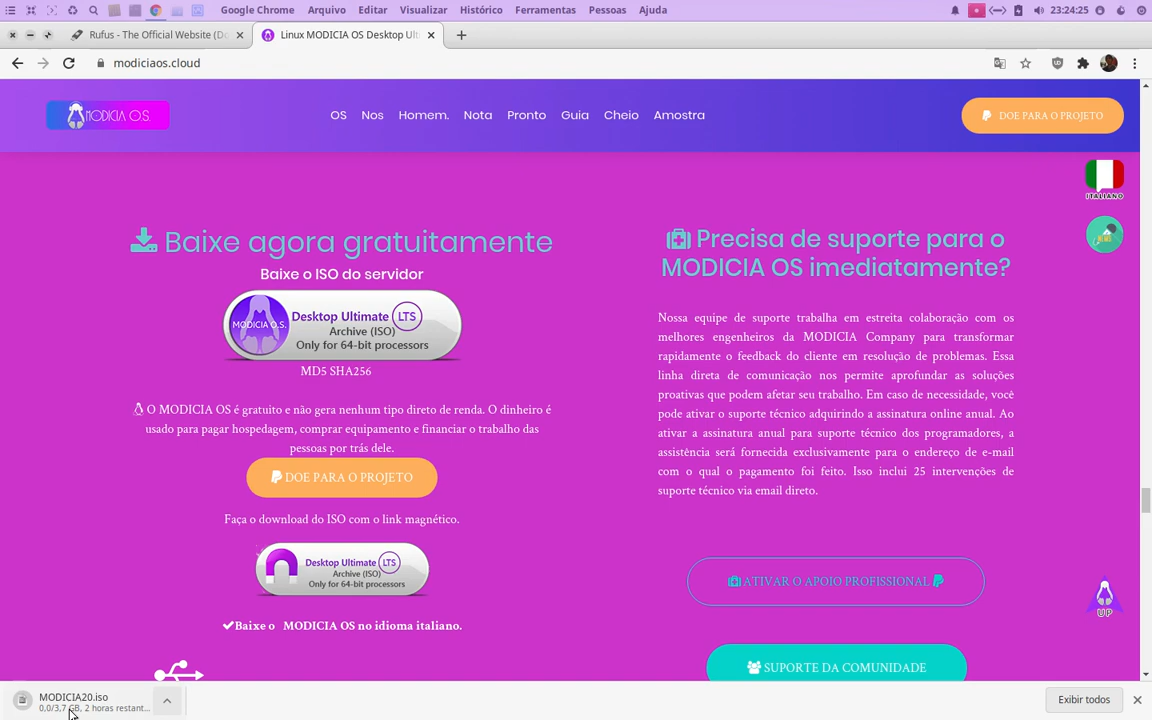 Google Chrome Arquivo Editar Visualizar Histórico Ferramentas Pessoas Ajuda 23:24:25
Rufus - The Official Website (Do
Linux MODICIA OS Desktop Ulti
modiciaos.cloud
MODICIA O.S.
OS Nos Homem. Nota Pronto Guia Cheio Amostra
DOE PARA O PROJETO
ITALIANO
Baixe agora gratuitamente
Baixe o ISO do servidor
MODICIA O.S.
Desktop Ultimate LTS
Archive (ISO)
Only for 64-bit processors
MD5 SHA256
O MODICIA OS é gratuito e não gera nenhum tipo direto de renda. O dinheiro é
usado para pagar hospedagem, comprar equipamento e financiar o trabalho das
pessoas por trás dele.
DOE PARA O PROJETO
Faça o download do ISO com o link magnético.
Desktop Ultimate LTS
Archive (ISO)
Only for 64-bit processors
Baixe o MODICIA OS no idioma italiano.
Precisa de suporte para o
MODICIA OS imediatamente?
Nossa equipe de suporte trabalha em estreita colaboração com os
melhores engenheiros da MODICIA Company para transformar
rapidamente o feedback do cliente em resolução de problemas. Essa
linha direta de comunicação nos permite aprofundar as soluções
proativas que podem afetar seu trabalho. Em caso de necessidade, você
pode ativar o suporte técnico adquirindo a assinatura online anual. Ao
ativar a assinatura anual para suporte técnico dos programadores, a
assistência será fornecida exclusivamente para o endereço de e-mail
com o qual o pagamento foi feito. Isso inclui 25 intervenções de
suporte técnico via email direto.
ATIVAR O APOIO PROFISSIONAL
SUPORTE DA COMUNIDADE
UP
MODICIA20.iso
0,0/3,7 GB, 2 horas restant...
Exibir todos